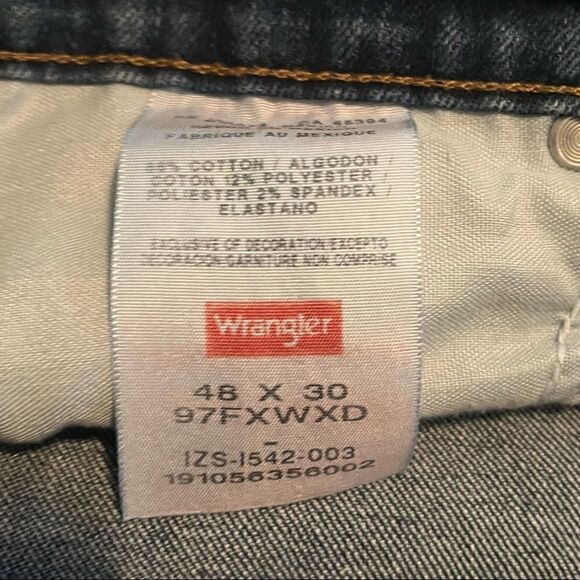 FABRIQUE AU MEXIQUE
COTTON / ALGODON /
COTON 12% POLYESTER /
POLIESTER 2% SPANDEX /
ELASTANO
EXCLUSIVE OF DECORATION/EXCEPTO
DECORACION/GARNITURE NON COMPRISE
Wrangler
48 X 30
97FXWXD
-
IZS-I542-003
191056356002